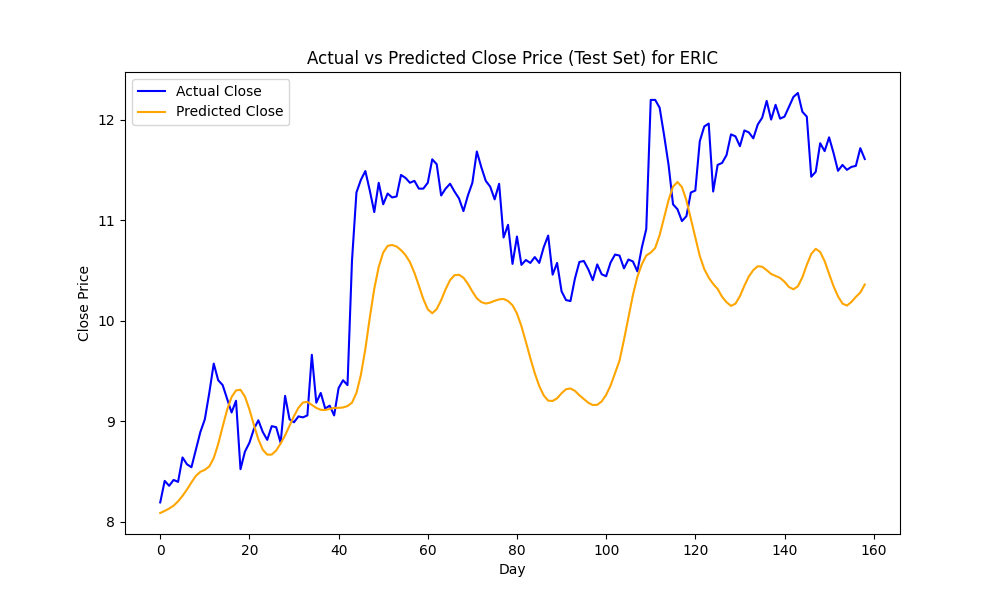 Actual vs Predicted Close Price (Test Set) for ERIC
Actual Close
Predicted Close
Close Price
12
11
10
9
8
0 20 40 60 80 100 120 140 160
Day